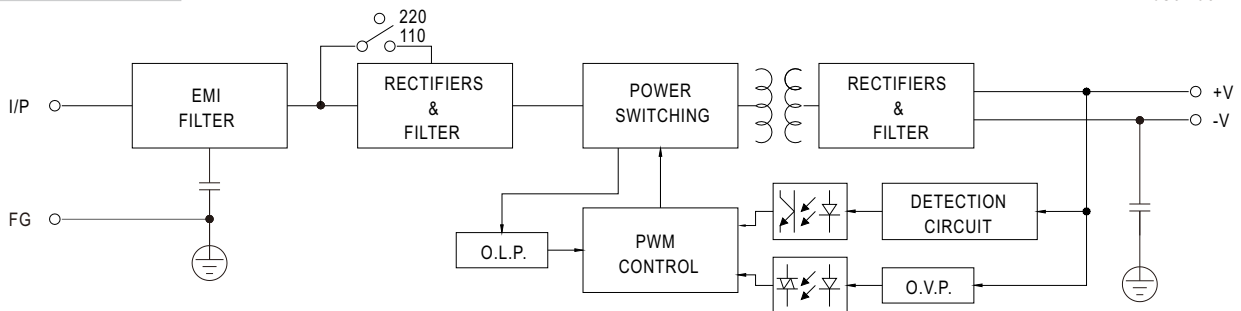 220
110
I/P
EMI
FILTER
RECTIFIERS
&
FILTER
POWER
SWITCHING
RECTIFIERS
&
FILTER
+V
-V
FG
O.L.P.
PWM
CONTROL
DETECTION
CIRCUIT
O.V.P.